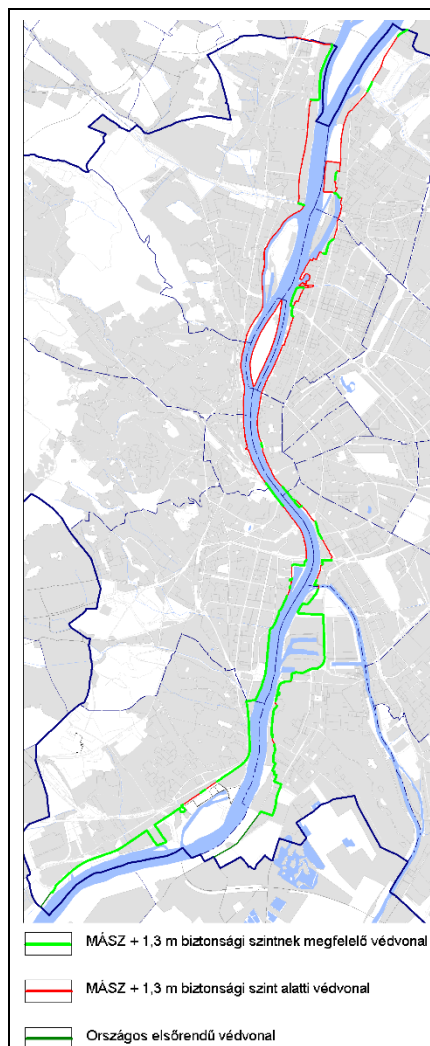 MÁSZ + 1,3 m biztonsági szintnek megfelelő védvonal
MÁSZ + 1,3 m biztonsági szint alatti védvonal
Országos elsőrendű védvonal